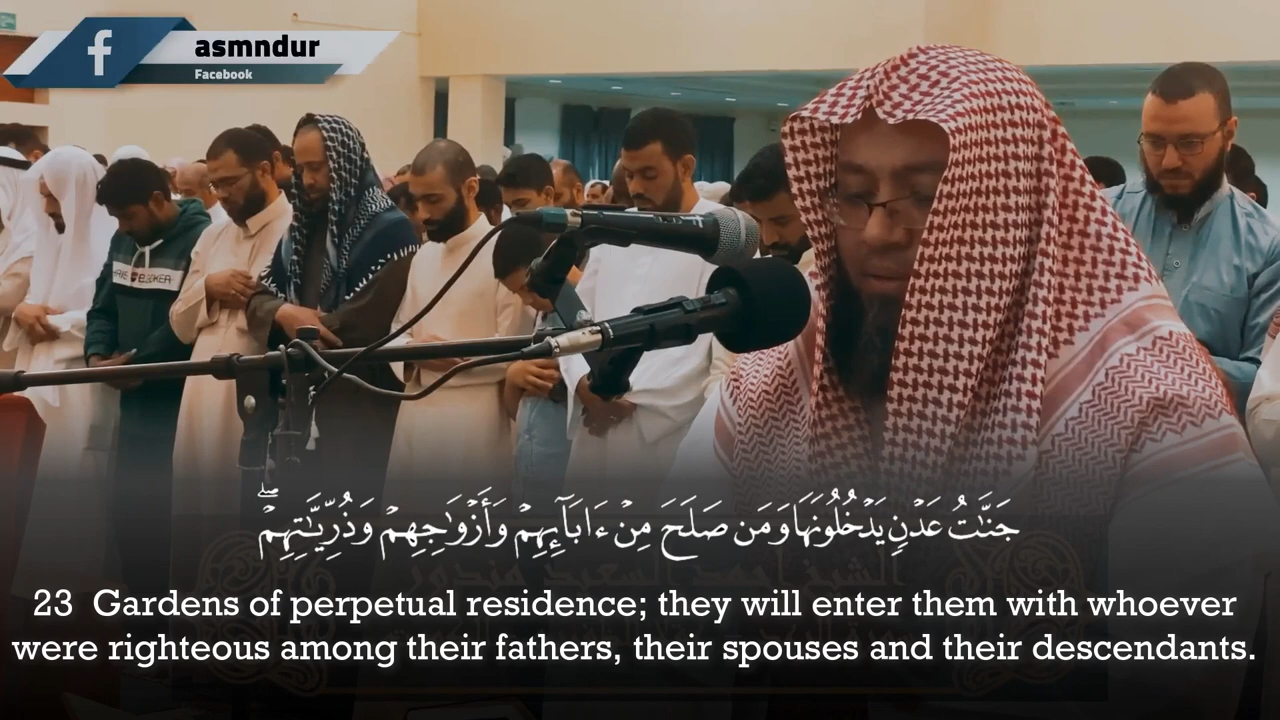 asmndur
Facebook
جَنَّٰتُ عَدْنٍ يَدْخُلُونَهَا وَمَن صَلَحَ مِنْ ءَابَآئِهِمْ وَأَزْوَٰجِهِمْ وَذُرِّيَّٰتِهِمْ ۖ
23 Gardens of perpetual residence; they will enter them with whoever
were righteous among their fathers, their spouses and their descendants.